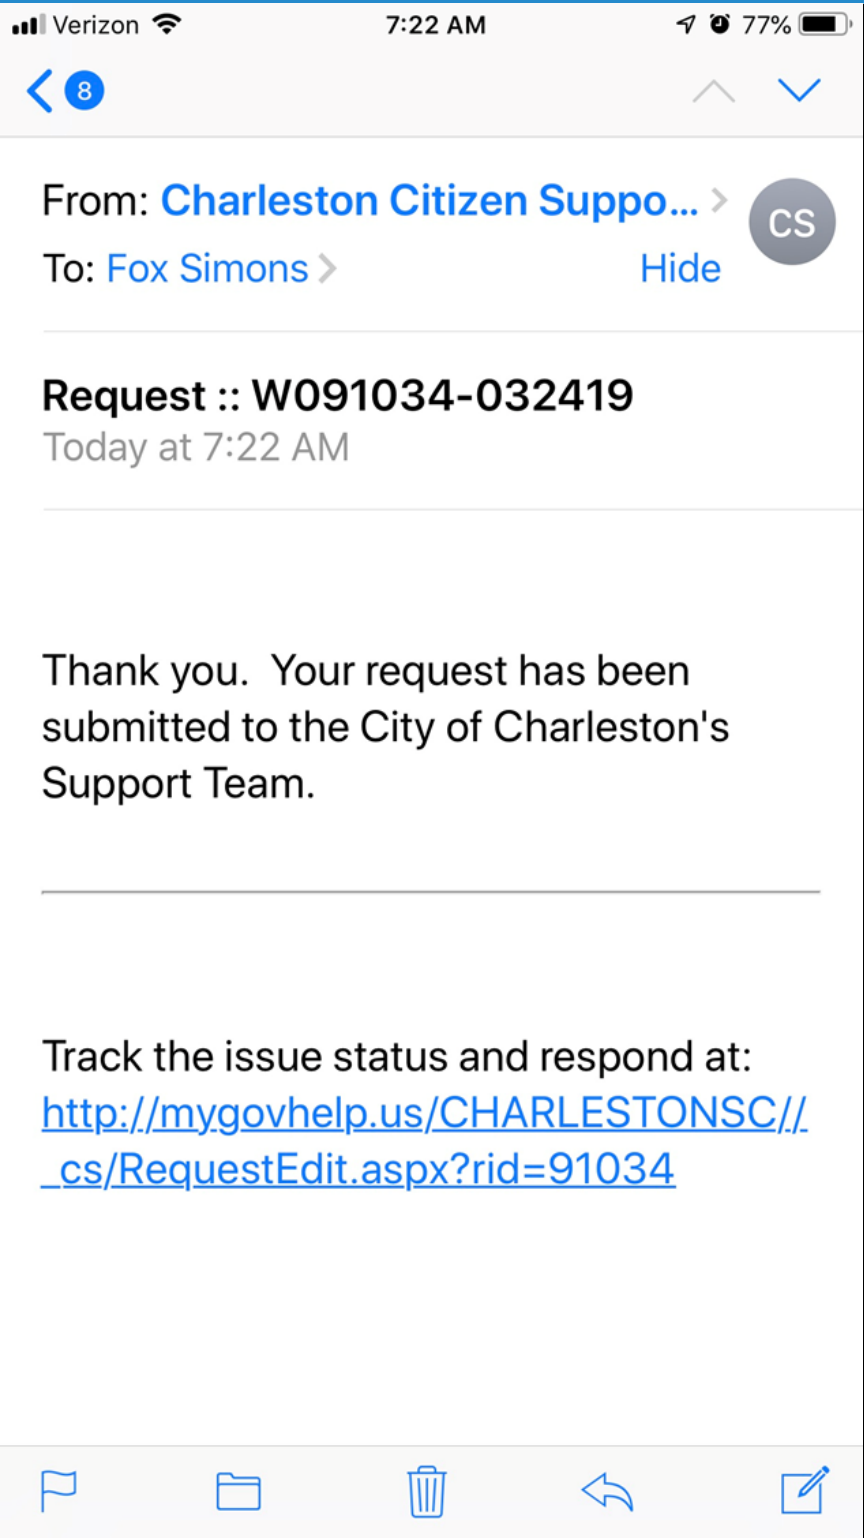 Verizon 7:22 AM 77%
8
From: Charleston Citizen Suppo...
CS
To: Fox Simons Hide
Request :: W091034-032419
Today at 7:22 AM
Thank you.  Your request has been
submitted to the City of Charleston's
Support Team.
Track the issue status and respond at:
http://mygovhelp.us/CHARLESTONSC//
_cs/RequestEdit.aspx?rid=91034